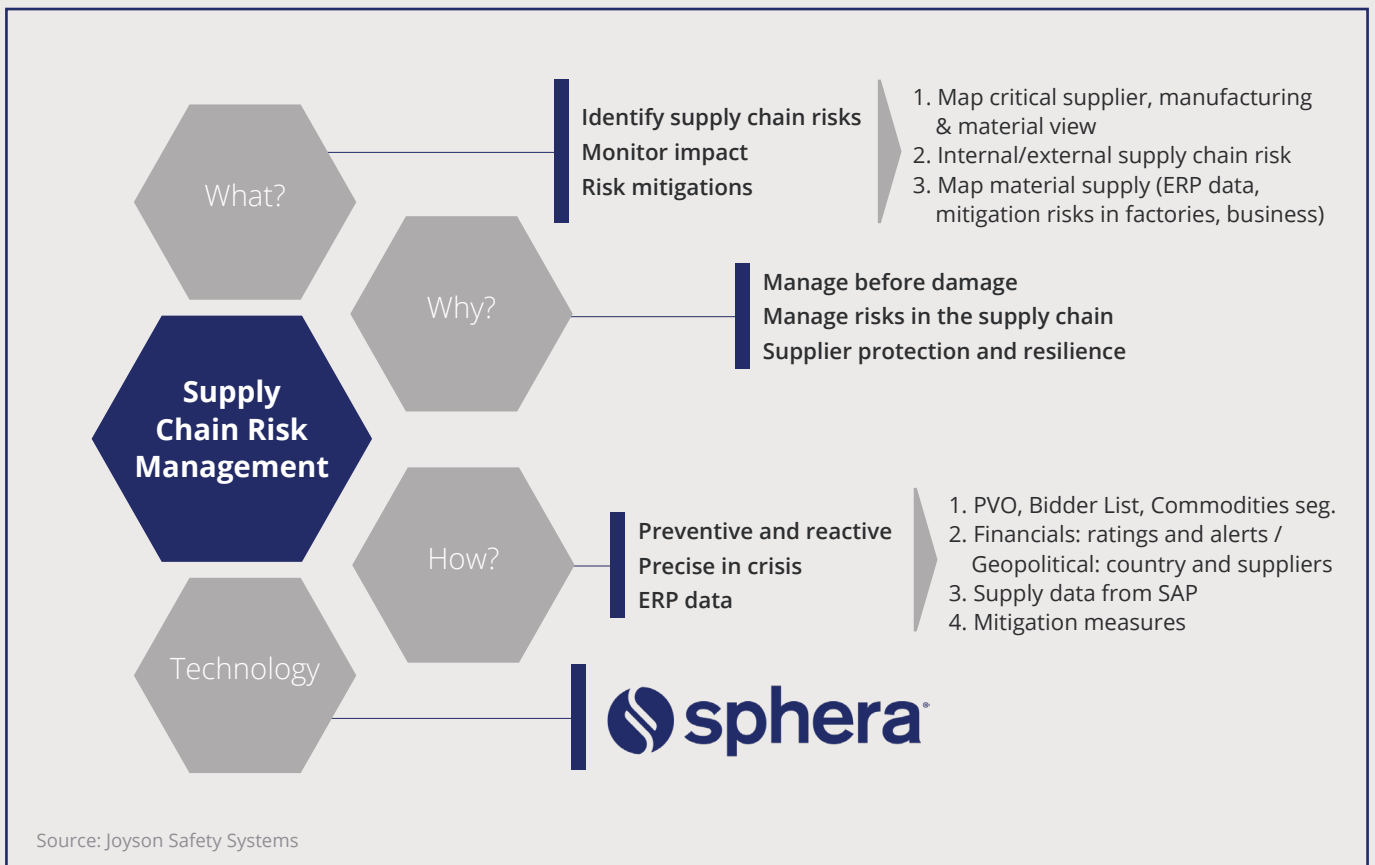 What?
Identify supply chain risks
Monitor impact
Risk mitigations
1. Map critical supplier, manufacturing
& material view
2. Internal/external supply chain risk
3. Map material supply (ERP data,
mitigation risks in factories, business)
Why?
Manage before damage
Manage risks in the supply chain
Supplier protection and resilience
Supply
Chain Risk
Management
How?
Preventive and reactive
Precise in crisis
ERP data
1. PVO, Bidder List, Commodities seg.
2. Financials: ratings and alerts /
Geopolitical: country and suppliers
3. Supply data from SAP
4. Mitigation measures
Technology
sphera®
Source: Joyson Safety Systems